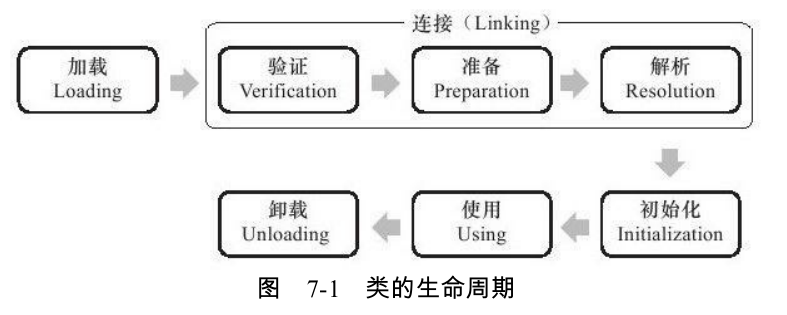 连接（Linking）
加载
Loading
验证
Verification
准备
Preparation
解析
Resolution
初始化
Initialization
使用
Using
卸载
Unloading
图 7-1 类的生命周期